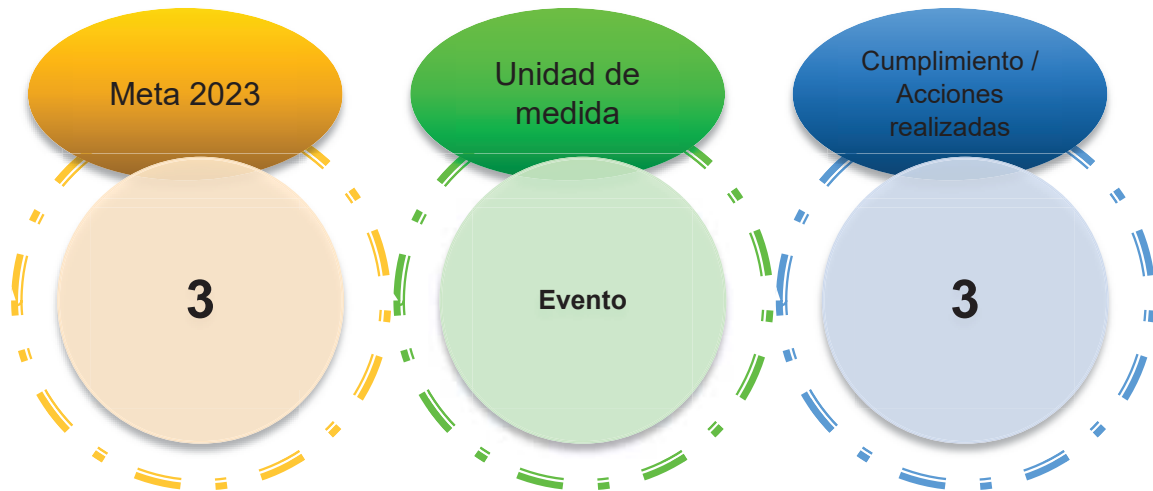 Meta 2023
Unidad de
medida
Cumplimiento /
Acciones
realizadas
3
Evento
3